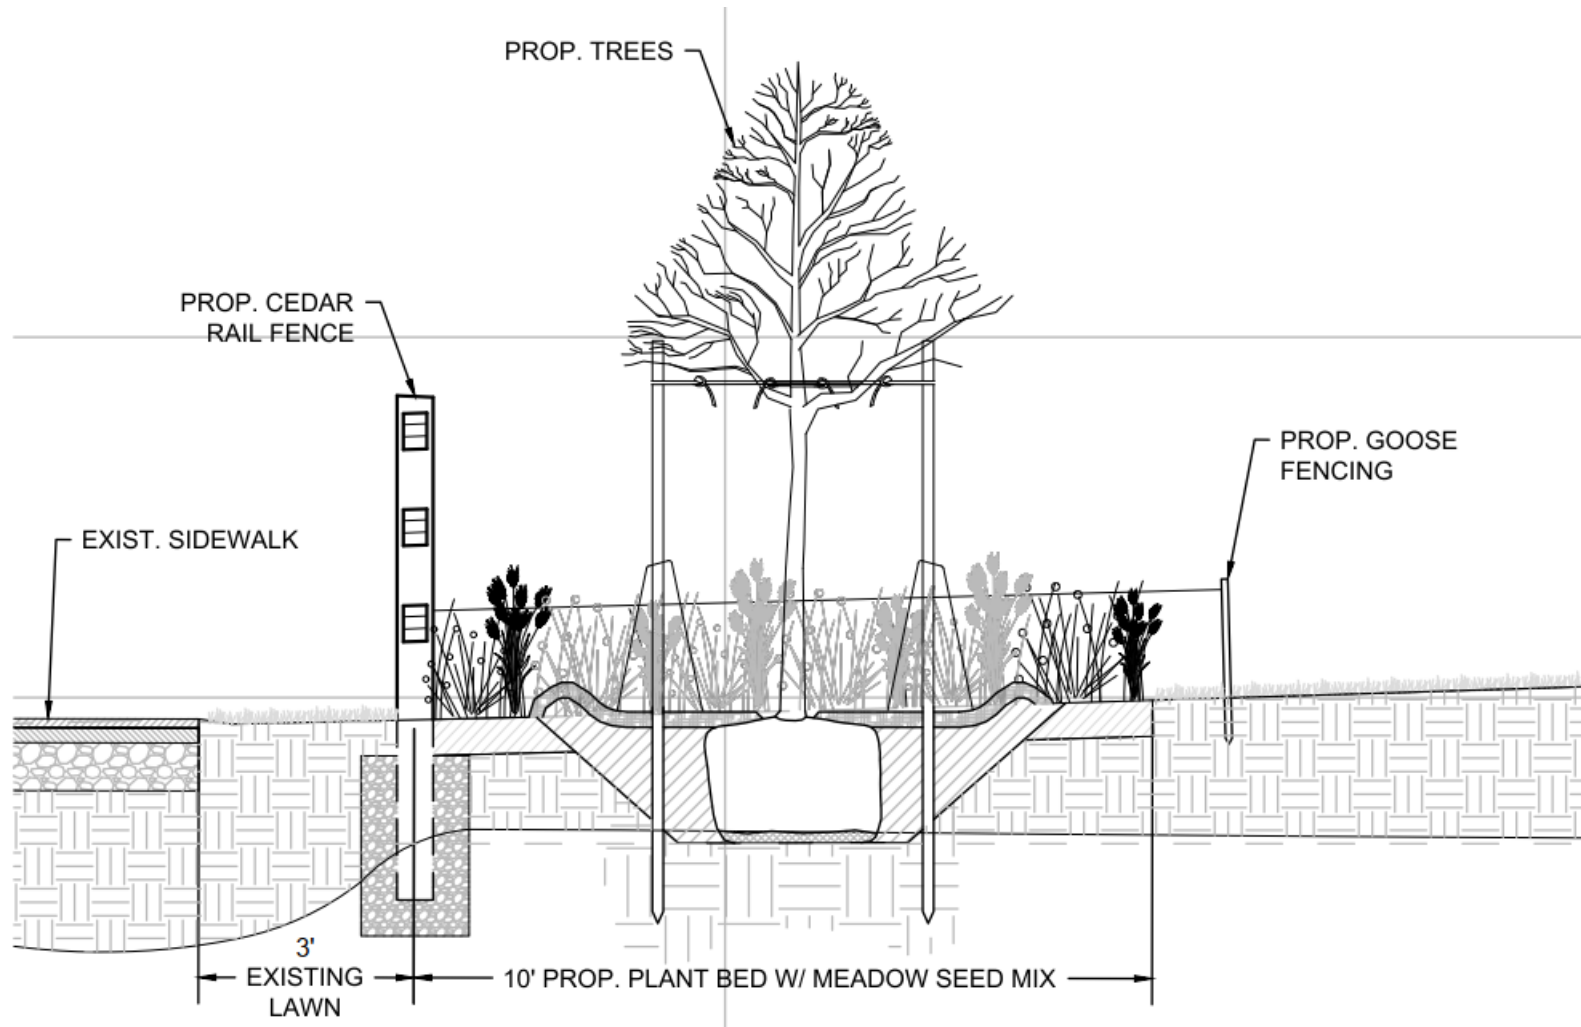 PROP. TREES
PROP. CEDAR
RAIL FENCE
PROP. GOOSE
FENCING
EXIST. SIDEWALK
3'
EXISTING
LAWN
10' PROP. PLANT BED W/ MEADOW SEED MIX